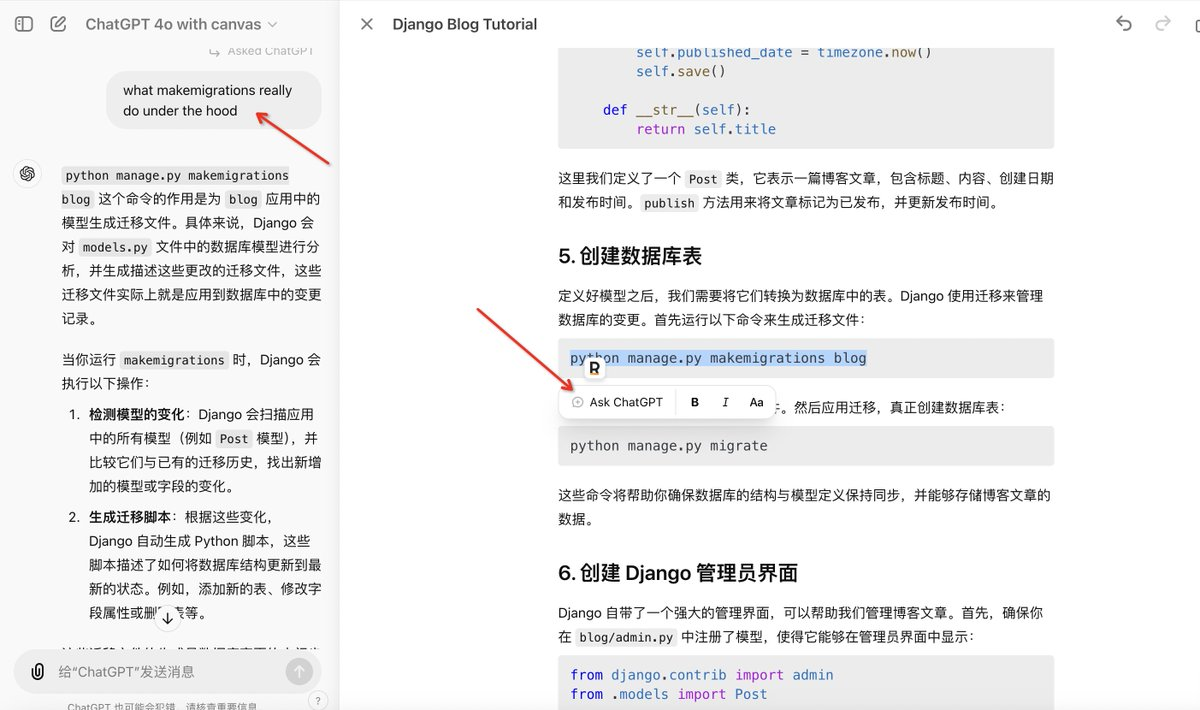 ChatGPT 4o with canvas
Asked ChatGPT
what makemigrations really
do under the hood
python manage.py makemigrations
blog 这个命令的作用是为 blog 应用中的
模型生成迁移文件。具体来说，Django 会
对 models.py 文件中的数据库模型进行分
析，并生成描述这些更改的迁移文件，这些
迁移文件实际上就是应用到数据库中的变更
记录。
当你运行 makemigrations 时，Django 会
执行以下操作：
1. 检测模型的变化：Django 会扫描应用
中的所有模型（例如 Post 模型），并
比较它们与已有的迁移历史，找出新增
加的模型或字段的变化。
2. 生成迁移脚本：根据这些变化，
Django 自动生成 Python 脚本，这些
脚本描述了如何将数据库结构更新到最
新的状态。例如，添加新的表、修改字
段属性或删表等。
给“ChatGPT”发送消息
ChatGPT 也可能会犯错。请核查重要信息。
?
Django Blog Tutorial
self.published_date = timezone.now()
self.save()
def __str__(self):
return self.title
这里我们定义了一个 Post 类，它表示一篇博客文章，包含标题、内容、创建日期
和发布时间。publish 方法用来将文章标记为已发布，并更新发布时间。
5. 创建数据库表
定义好模型之后，我们需要将它们转换为数据库中的表。Django 使用迁移来管理
数据库的变更。首先运行以下命令来生成迁移文件：
python manage.py makemigrations blog
R
Ask ChatGPT B I Aa
。然后应用迁移，真正创建数据库表：
python manage.py migrate
这些命令将帮助你确保数据库的结构与模型定义保持同步，并能够存储博客文章的
数据。
6. 创建 Django 管理员界面
Django 自带了一个强大的管理界面，可以帮助我们管理博客文章。首先，确保你
在 blog/admin.py 中注册了模型，使得它能够在管理员界面中显示：
from django.contrib import admin
from .models import Post